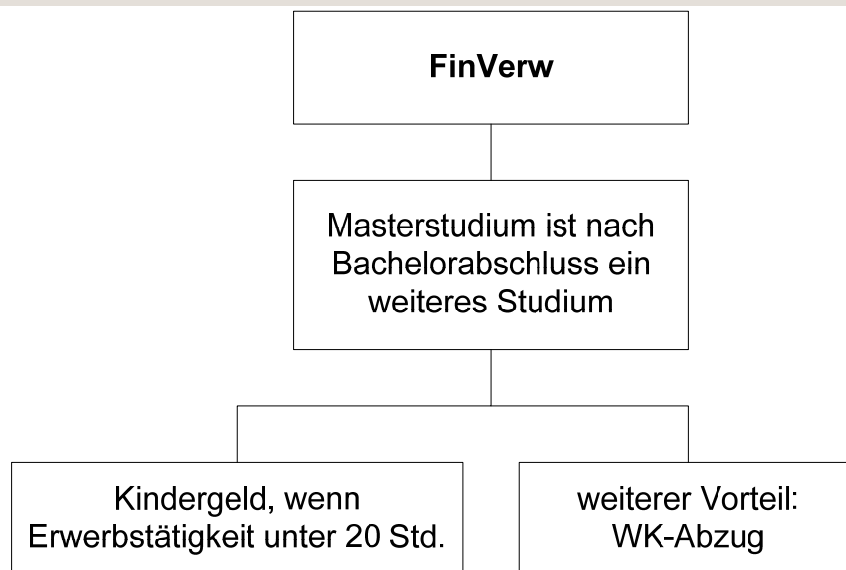 FinVerw
Masterstudium ist nach
Bachelorabschluss ein
weiteres Studium
Kindergeld, wenn
Erwerbstätigkeit unter 20 Std.
weiterer Vorteil:
WK-Abzug